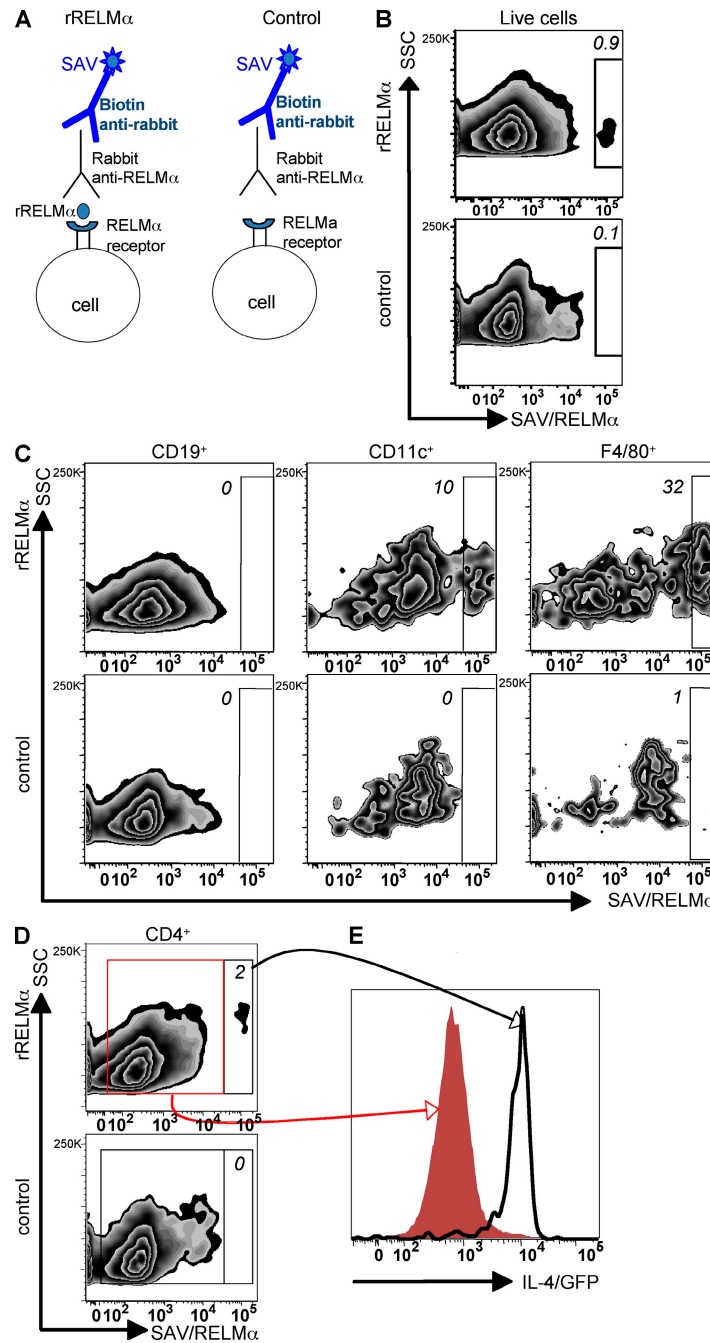 A
rRELMα
Control
SAV
SAV
Biotin
anti-rabbit
Biotin
anti-rabbit
Rabbit
anti-RELMα
Rabbit
anti-RELMα
rRELMα
RELMα
receptor
RELMa
receptor
cell
cell
B
Live cells
SSC
250K
0.9
rRELMα
0 10² 10³ 10⁴ 10⁵
250K
0.1
control
0 10² 10³ 10⁴ 10⁵
SAV/RELMα
C
CD19⁺
CD11c⁺
F4/80⁺
SSC
rRELMα
250K
0
250K
10
250K
32
0 10² 10³ 10⁴ 10⁵
0 10² 10³ 10⁴ 10⁵
0 10² 10³ 10⁴ 10⁵
control
250K
0
250K
0
250K
1
0 10² 10³ 10⁴ 10⁵
0 10² 10³ 10⁴ 10⁵
0 10² 10³ 10⁴ 10⁵
SAV/RELMα
D
CD4⁺
SSC
rRELMα
250K
2
0 10² 10³ 10⁴ 10⁵
control
250K
0
0 10² 10³ 10⁴ 10⁵
SAV/RELMα
E
0 10² 10³ 10⁴ 10⁵
IL-4/GFP